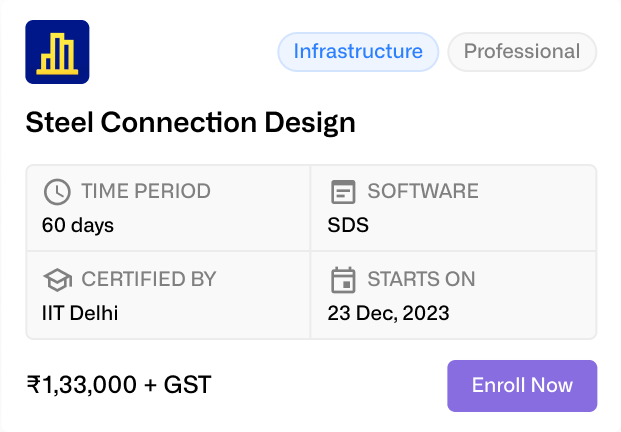 Infrastructure Professional
Steel Connection Design
TIME PERIOD SOFTWARE
60 days SDS
CERTIFIED BY STARTS ON
IIT Delhi 23 Dec, 2023
₹1,33,000 + GST Enroll Now